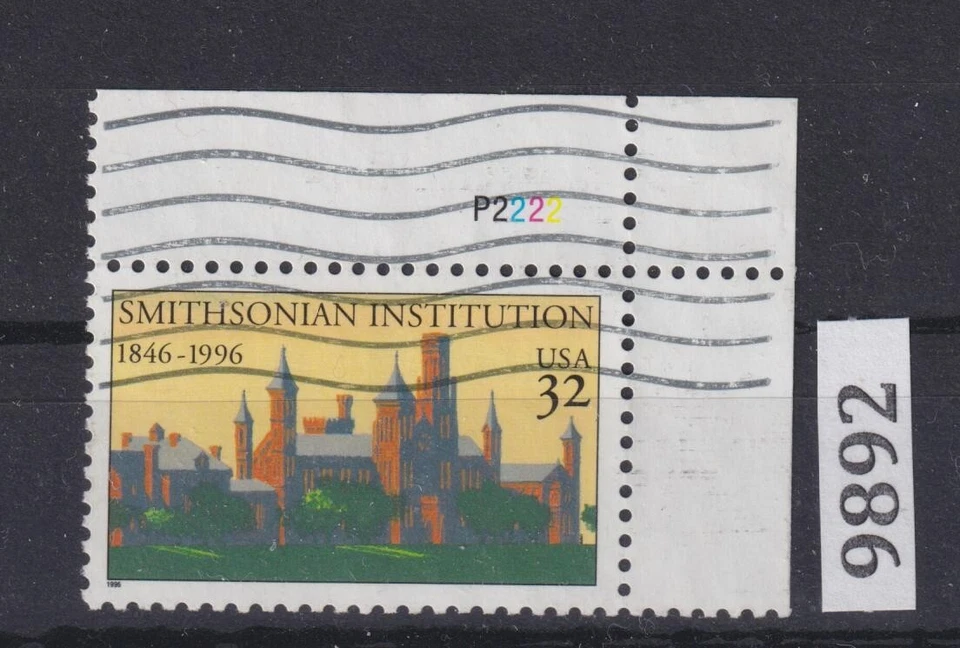 P2222
SMITHSONIAN INSTITUTION
1846-1996
USA
32
1996
9892